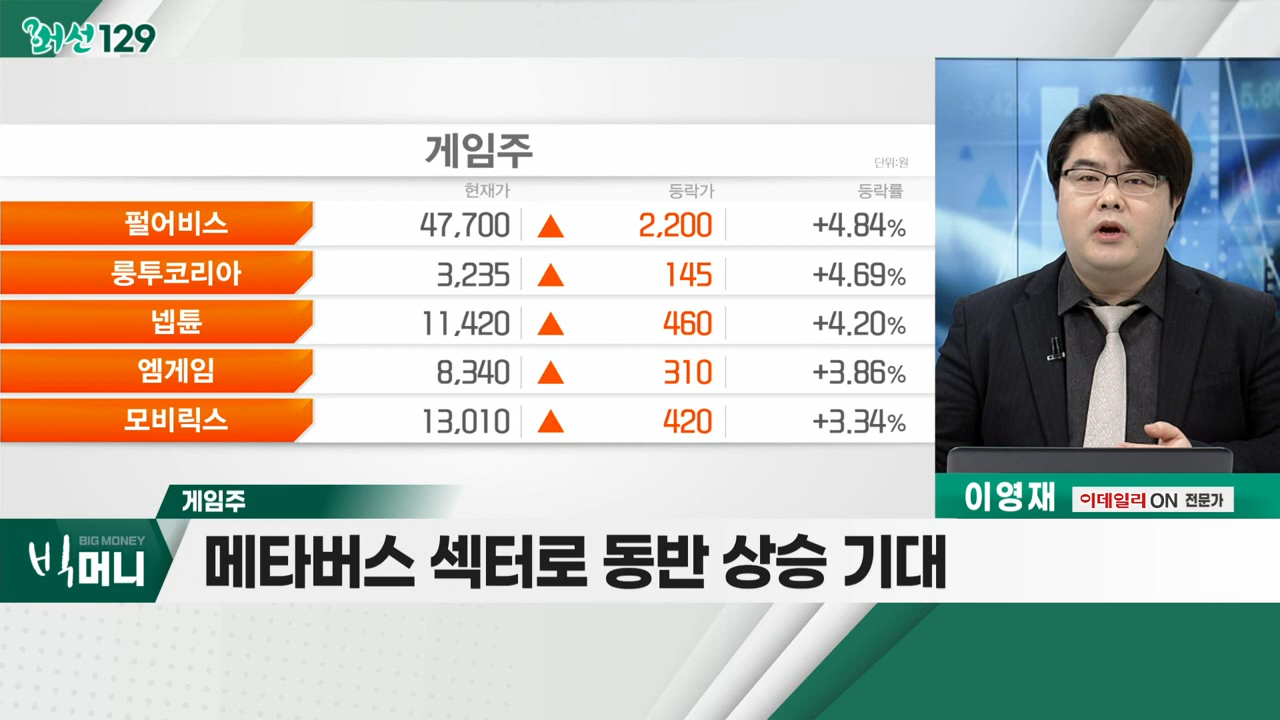 최선129
게임주
단위:원
현재가 등락가 등락률
펄어비스 47,700 ▲ 2,200 +4.84%
룽투코리아 3,235 ▲ 145 +4.69%
넵튠 11,420 ▲ 460 +4.20%
엠게임 8,340 ▲ 310 +3.86%
모비릭스 13,010 ▲ 420 +3.34%
이영재 이데일리 ON 전문가
게임주
BIG MONEY
빅머니
메타버스 섹터로 동반 상승 기대